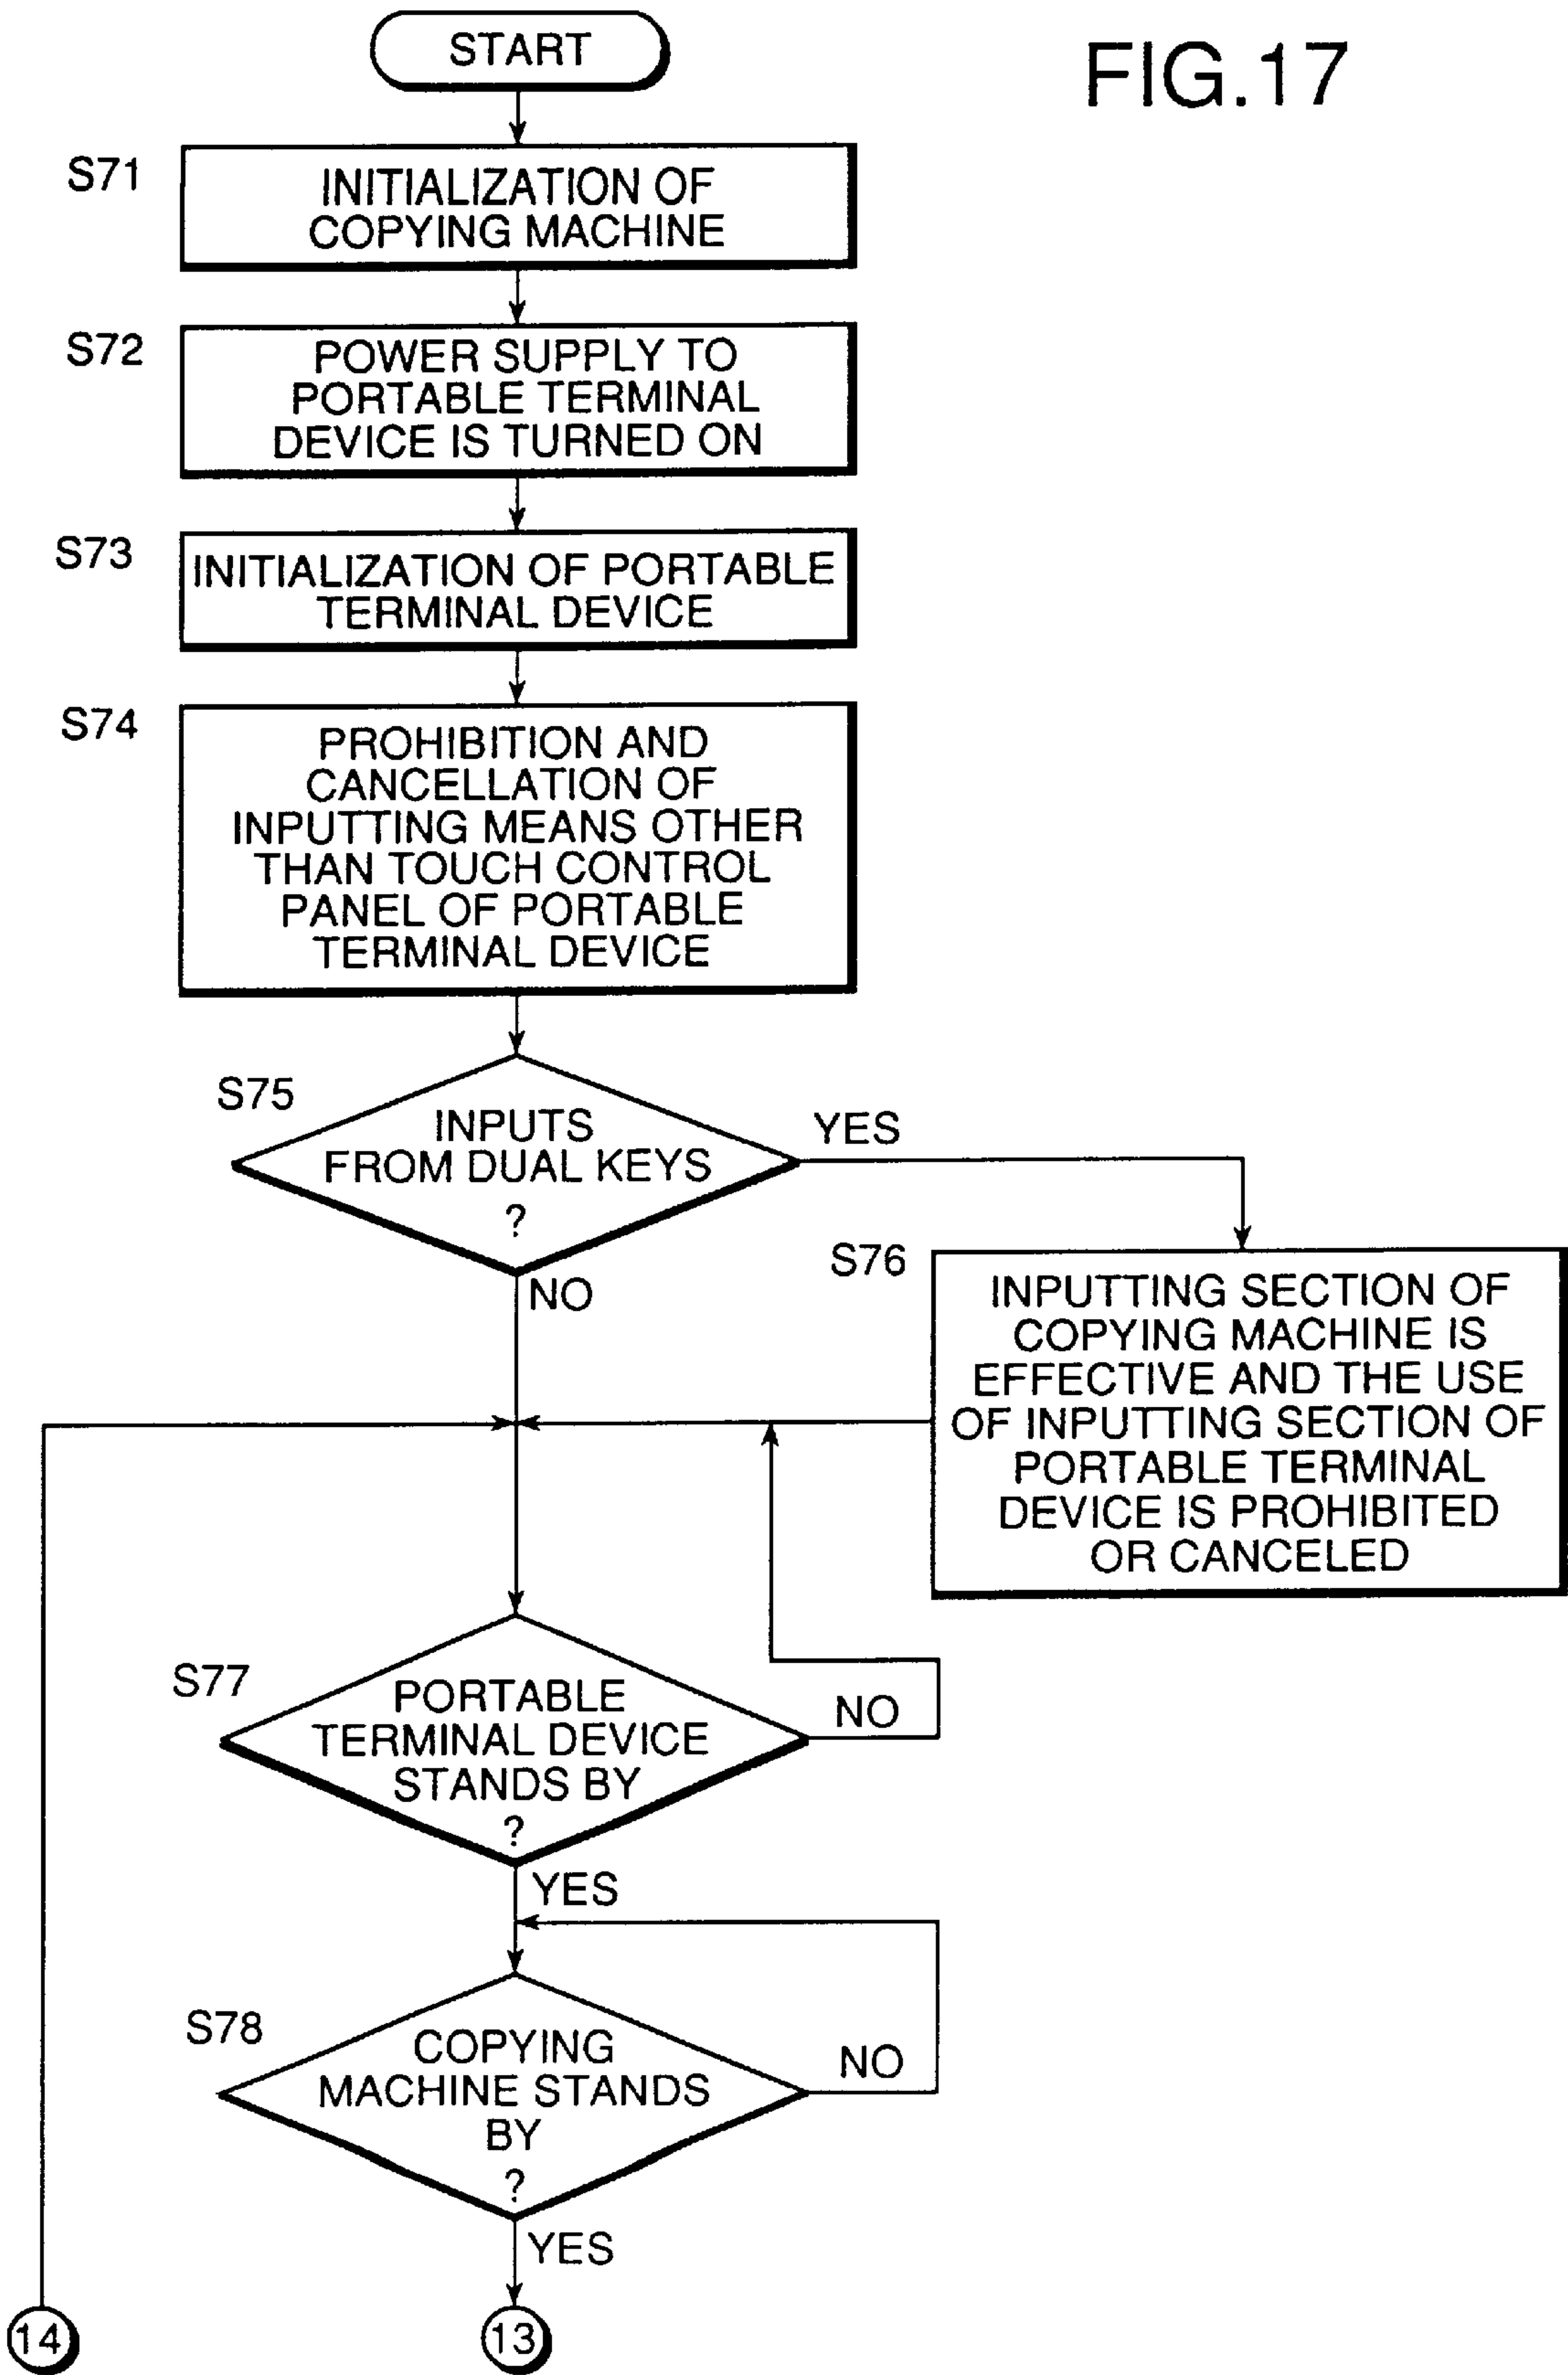 START
FIG.17
S71
INITIALIZATION OF
COPYING MACHINE
S72
POWER SUPPLY TO
PORTABLE TERMINAL
DEVICE IS TURNED ON
S73
INITIALIZATION OF PORTABLE
TERMINAL DEVICE
S74
PROHIBITION AND
CANCELLATION OF
INPUTTING MEANS OTHER
THAN TOUCH CONTROL
PANEL OF PORTABLE
TERMINAL DEVICE
S75
INPUTS
FROM DUAL KEYS
?
YES
NO
S76
INPUTTING SECTION OF
COPYING MACHINE IS
EFFECTIVE AND THE USE
OF INPUTTING SECTION OF
PORTABLE TERMINAL
DEVICE IS PROHIBITED
OR CANCELED
S77
PORTABLE
TERMINAL DEVICE
STANDS BY
?
NO
YES
S78
COPYING
MACHINE STANDS
BY
?
NO
YES
14
13